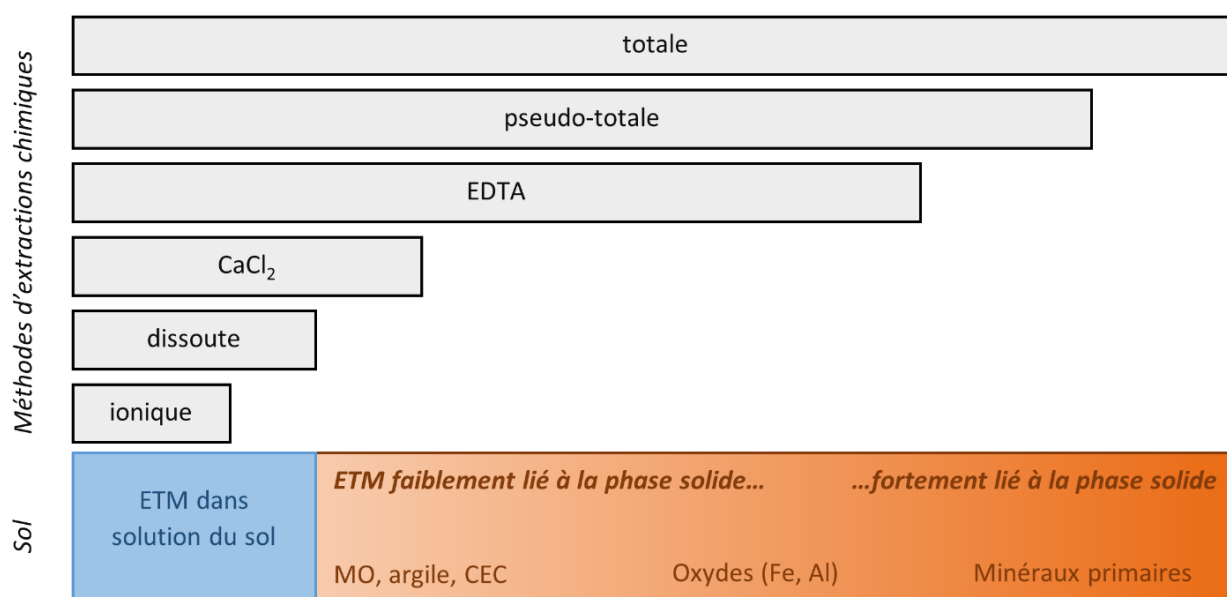 Méthodes d'extractions chimiques
totale
pseudo-totale
EDTA
CaCl₂
dissoute
ionique
Sol
ETM dans
solution du sol
ETM faiblement lié à la phase solide... ...fortement lié à la phase solide
MO, argile, CEC Oxydes (Fe, Al) Minéraux primaires